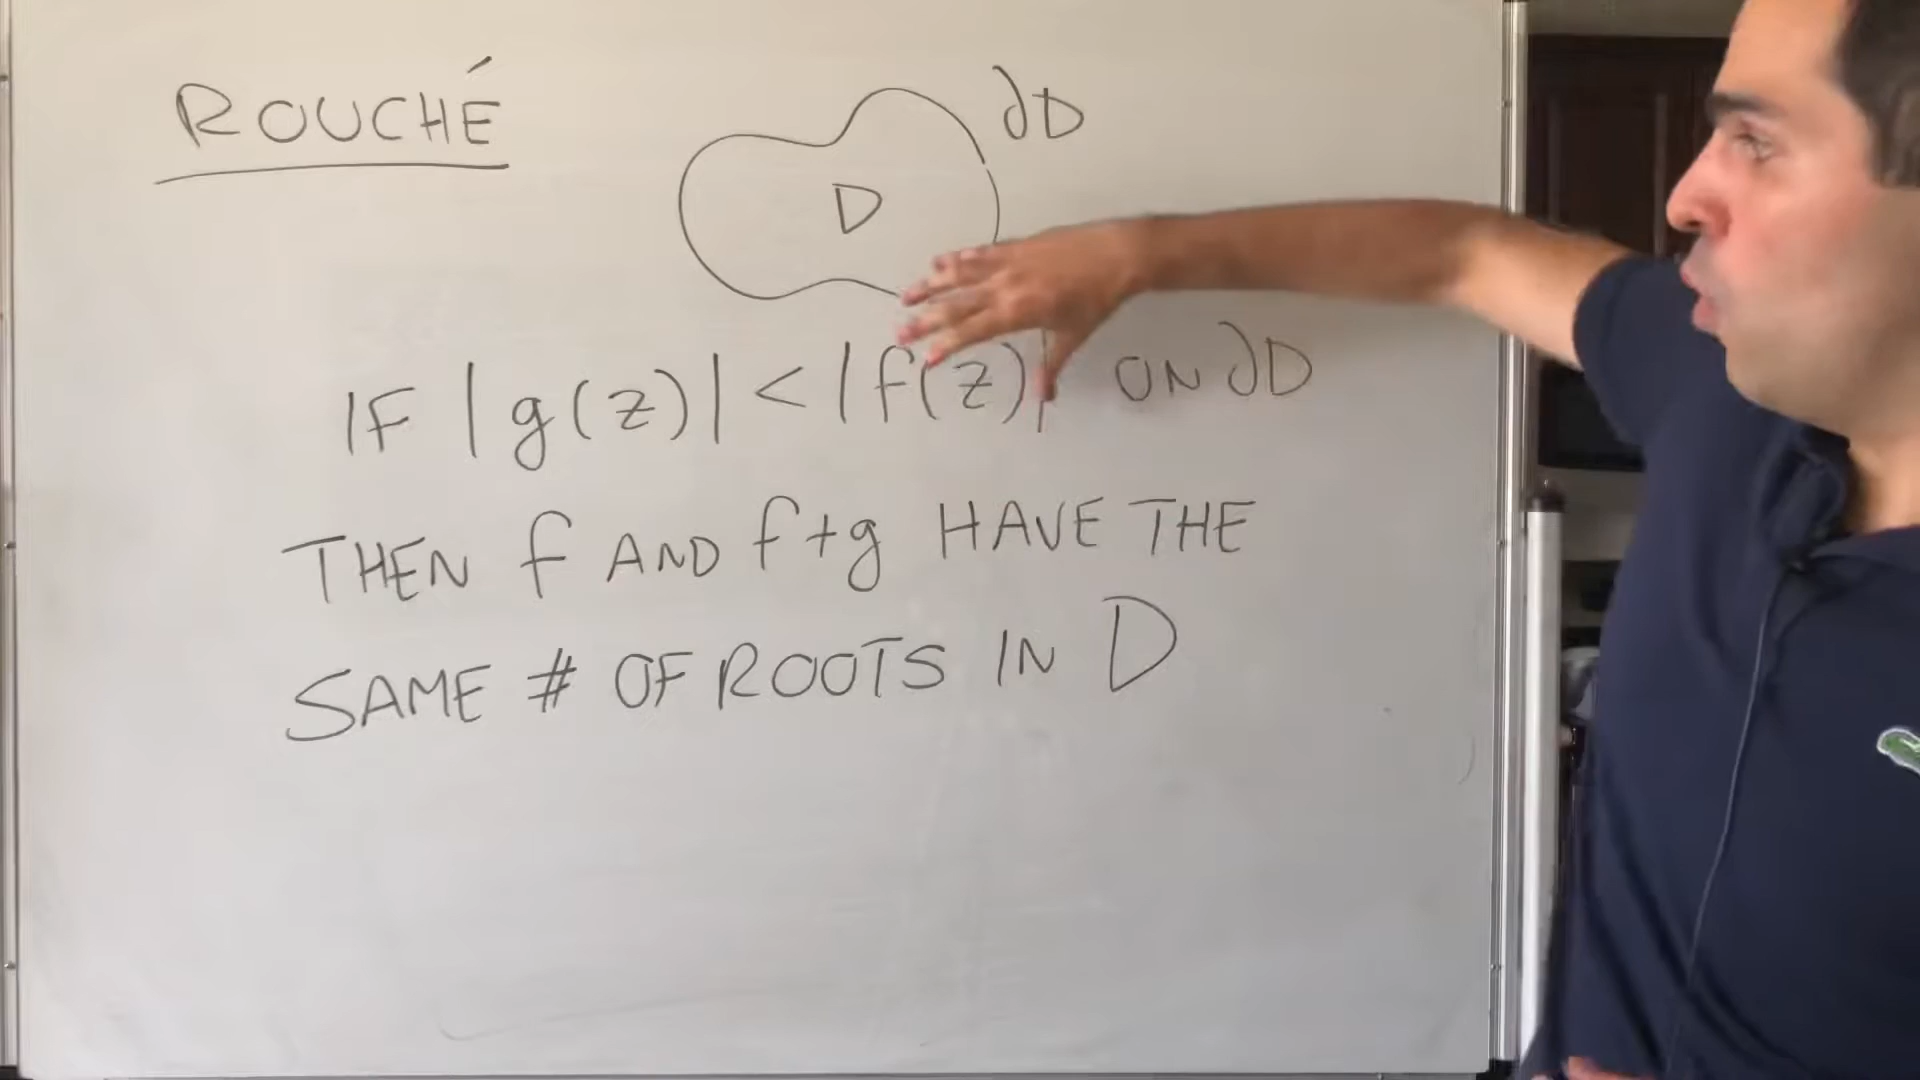 ROUCHÉ
∂D
D
IF |g(z)| < |f(z)| ON ∂D
THEN f AND f+g HAVE THE
SAME # OF ROOTS IN D